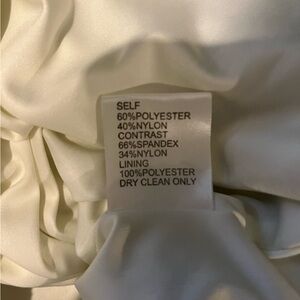 SELF
60%POLYESTER
40%NYLON
CONTRAST
66%SPANDEX
34%NYLON
LINING
100%POLYESTER
DRY CLEAN ONLY